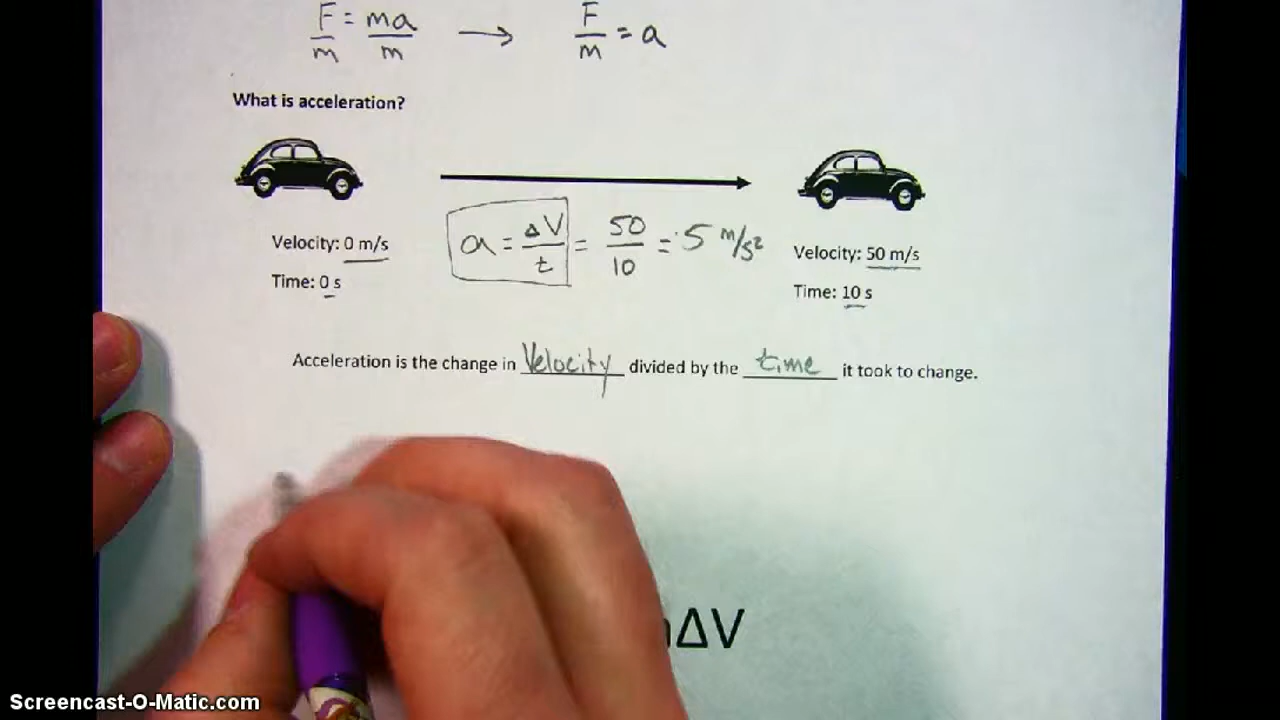 F/m = ma/m → F/m = a
What is acceleration?
a = ΔV/t = 50/10 = 5 m/s²
Velocity: 0 m/s
Velocity: 50 m/s
Time: 0 s
Time: 10 s
Acceleration is the change in Velocity divided by the time it took to change.
ΔV
Screencast-O-Matic.com